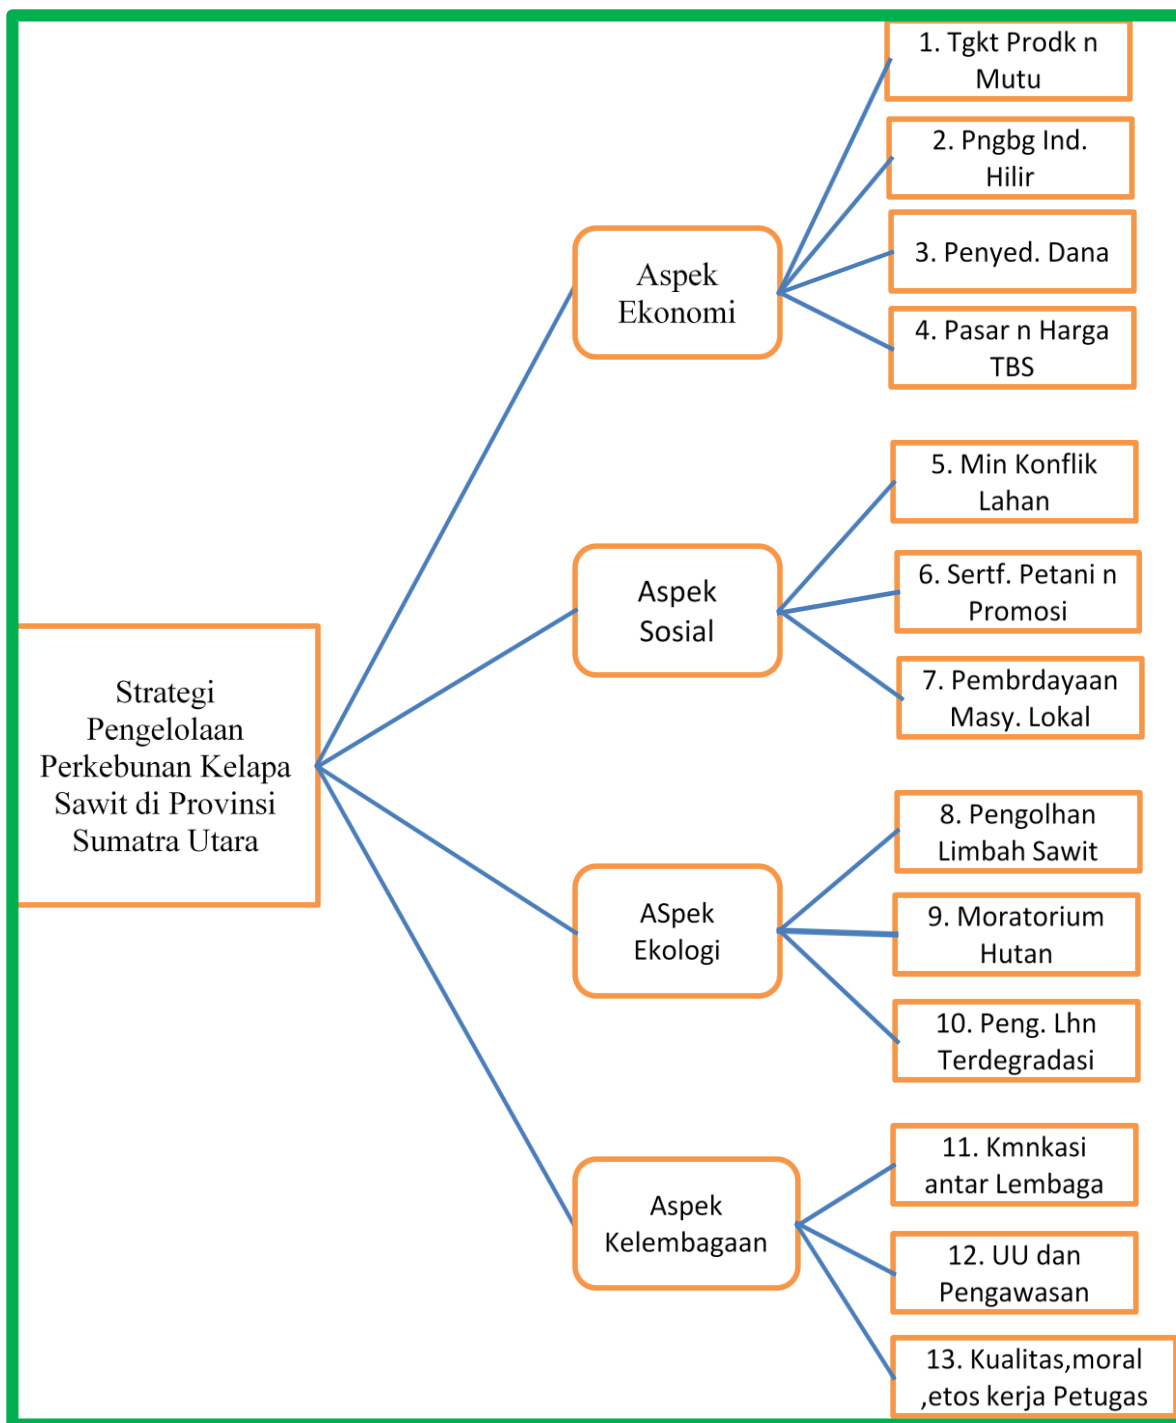 Strategi
Pengelolaan
Perkebunan Kelapa
Sawit di Provinsi
Sumatra Utara
Aspek
Ekonomi
1. Tgkt Prodk n
Mutu
2. Pngbg Ind.
Hilir
3. Penyed. Dana
4. Pasar n Harga
TBS
Aspek
Sosial
5. Min Konflik
Lahan
6. Sertf. Petani n
Promosi
7. Pembrdayaan
Masy. Lokal
ASpek
Ekologi
8. Pengolhan
Limbah Sawit
9. Moratorium
Hutan
10. Peng. Lhn
Terdegradasi
Aspek
Kelembagaan
11. Kmnkasi
antar Lembaga
12. UU dan
Pengawasan
13. Kualitas,moral
,etos kerja Petugas